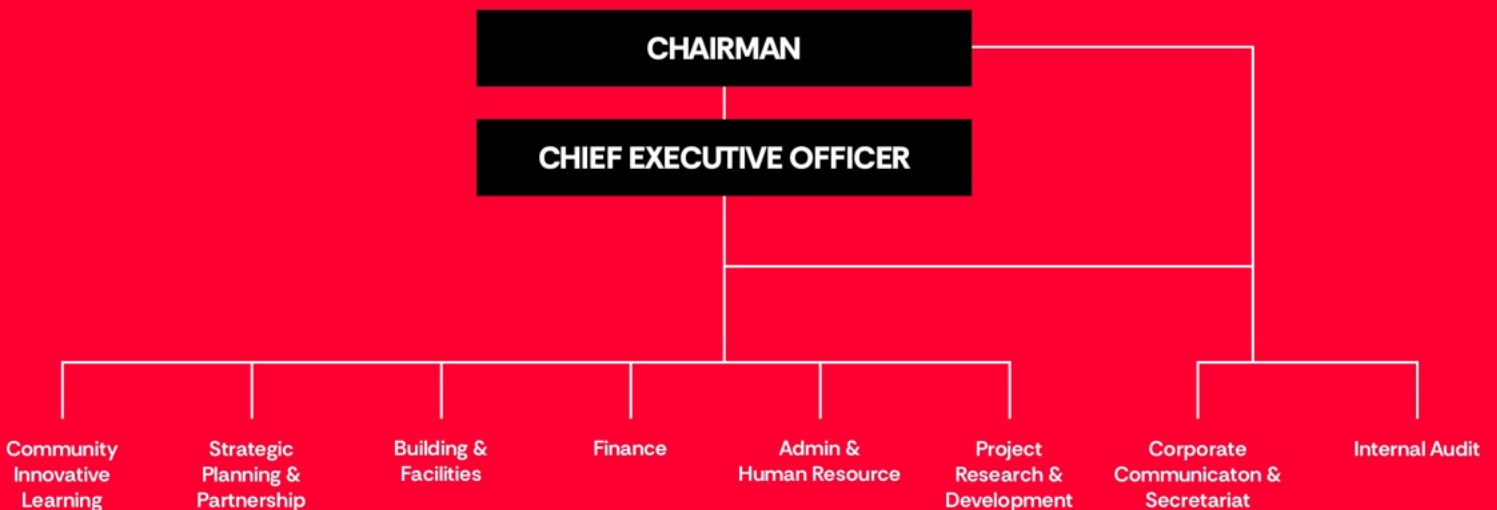 CHAIRMAN
CHIEF EXECUTIVE OFFICER
Community
Innovative
Learning
Strategic
Planning &
Partnership
Building &
Facilities
Finance
Admin &
Human Resource
Project
Research &
Development
Corporate
Communicaton &
Secretariat
Internal Audit